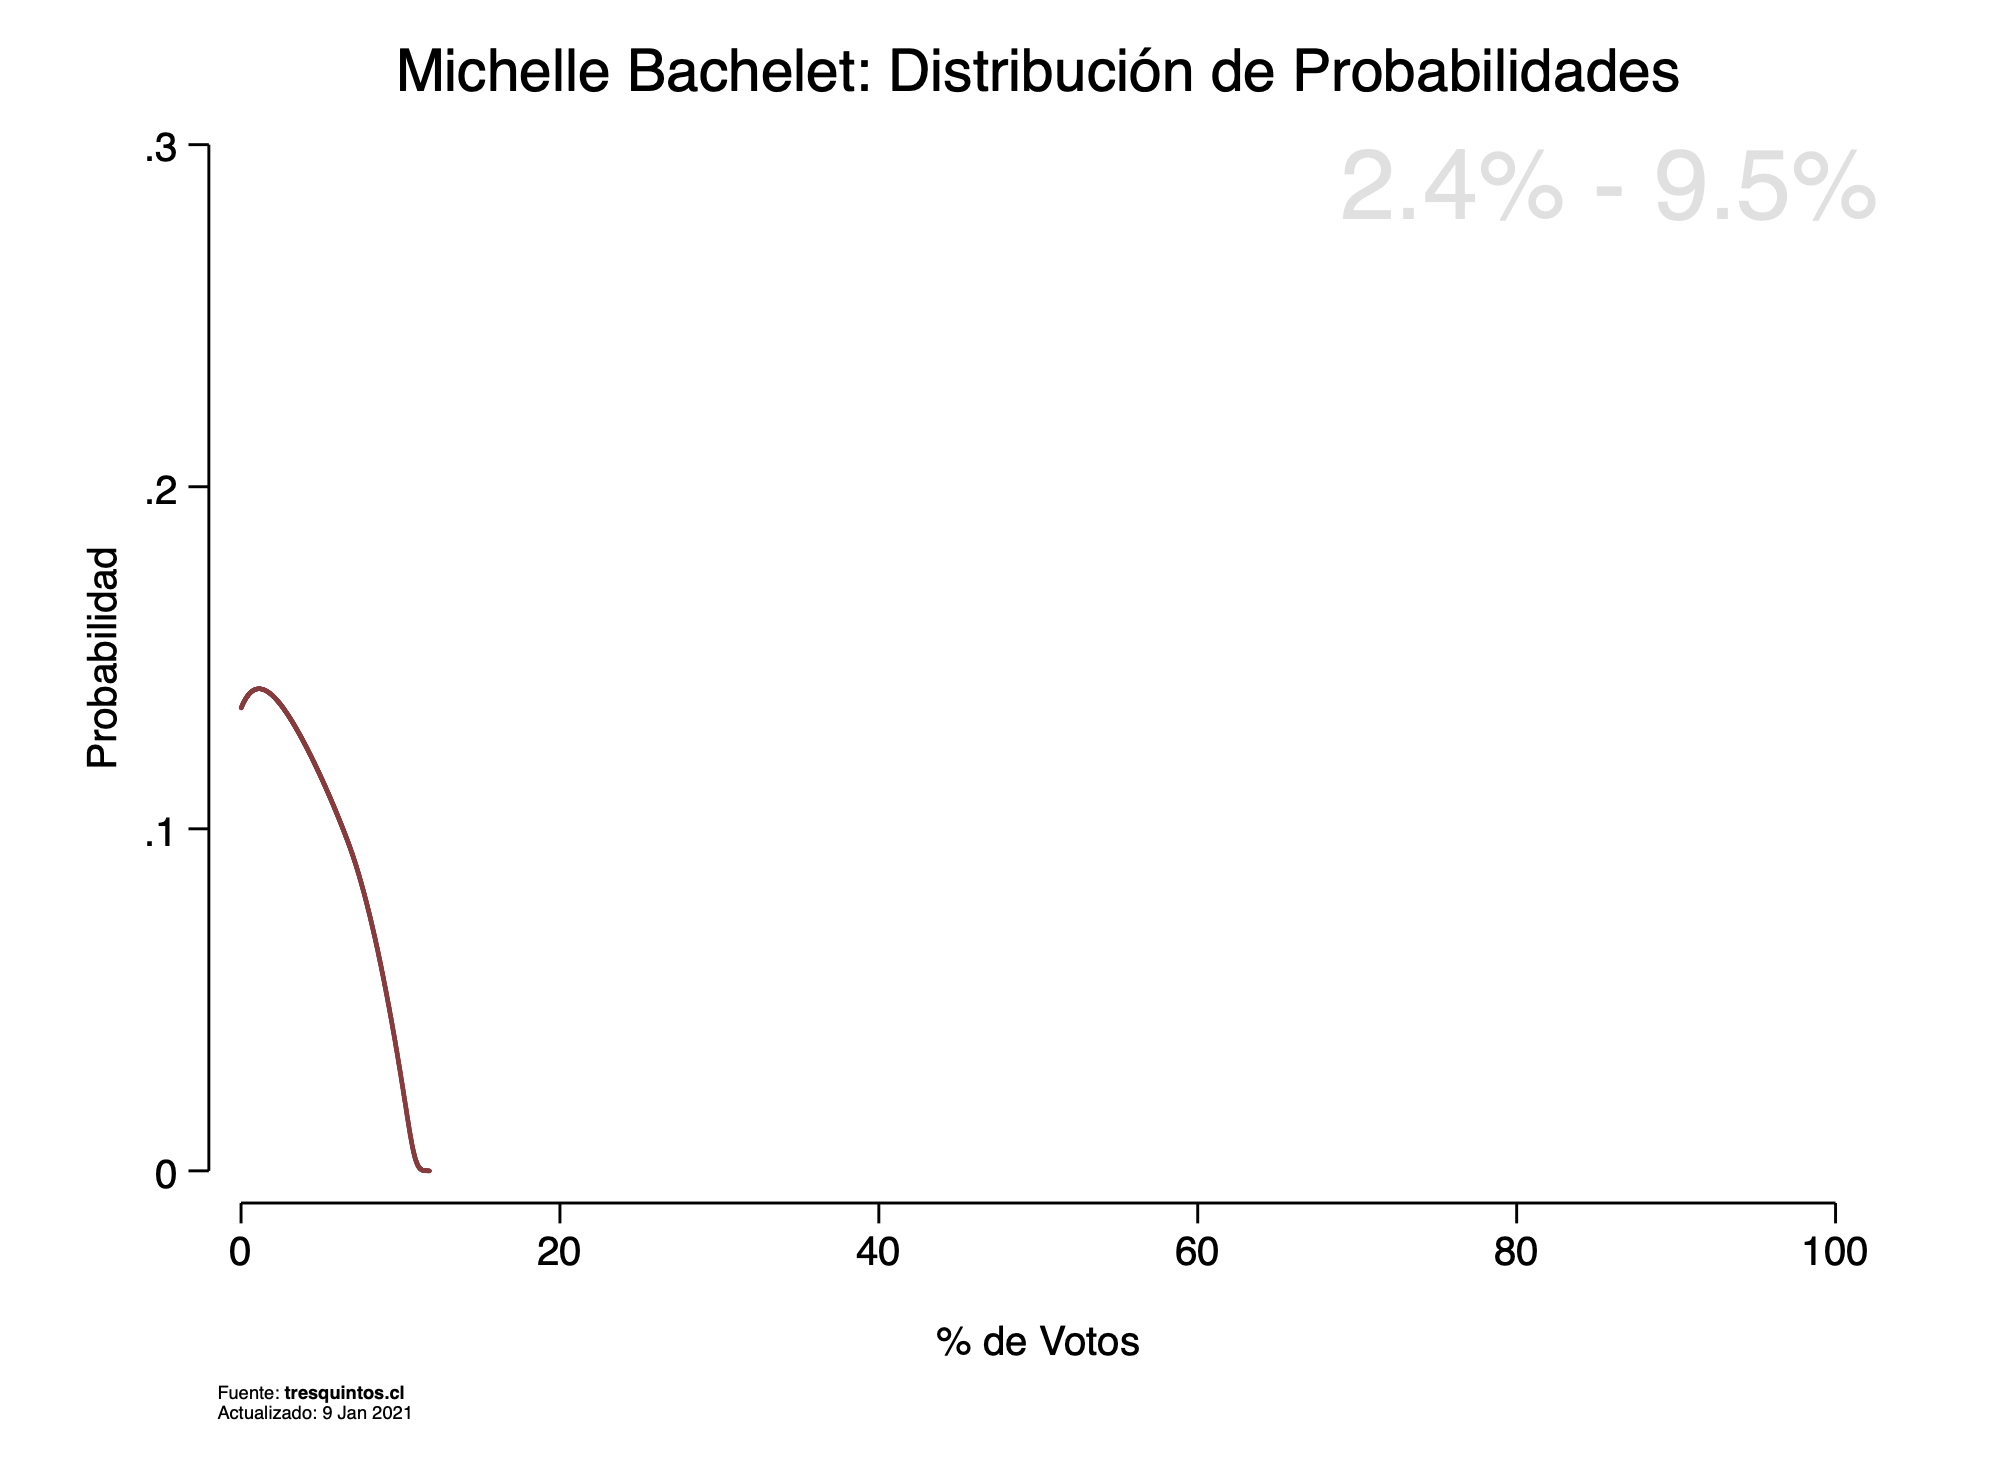 Michelle Bachelet: Distribución de Probabilidades
2.4% - 9.5%
.3
.2
.1
0
Probabilidad
0 20 40 60 80 100
% de Votos
Fuente: tresquintos.cl
Actualizado: 9 Jan 2021